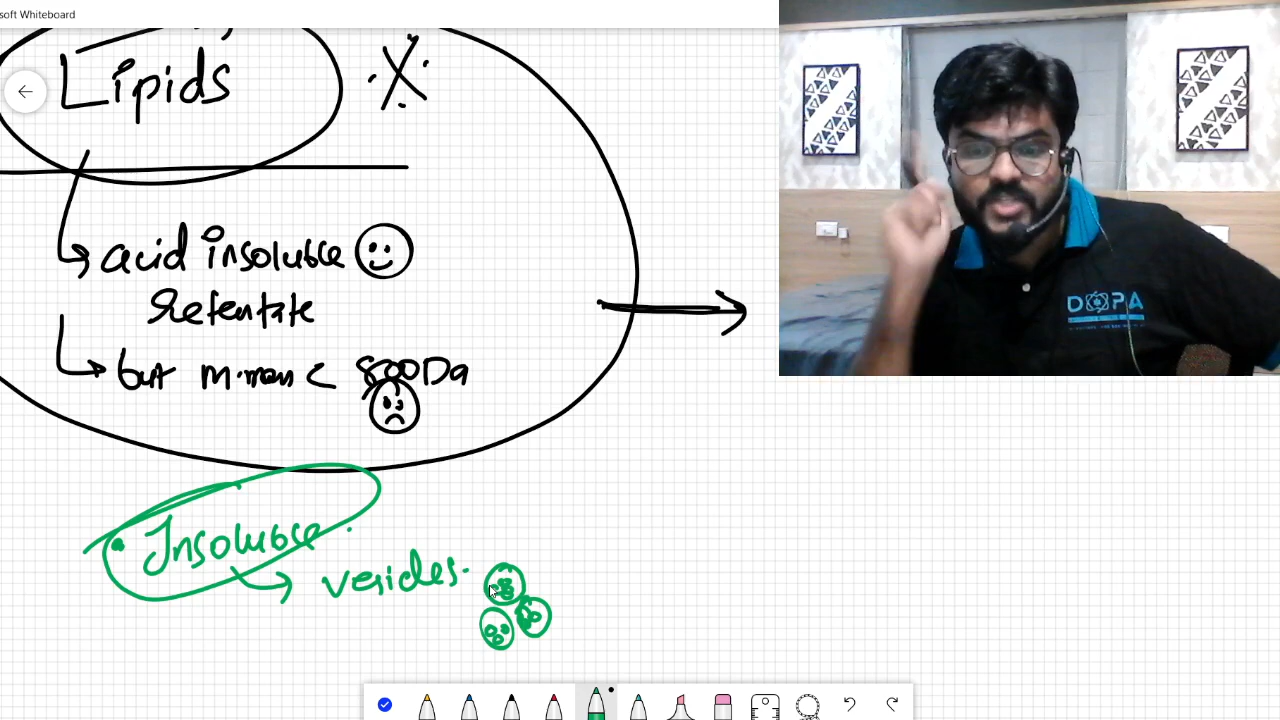 soft Whiteboard
Lipids
acid insoluble
Retentate
but m.mass < 800Da
Insoluble.
vesicles.
DOPA